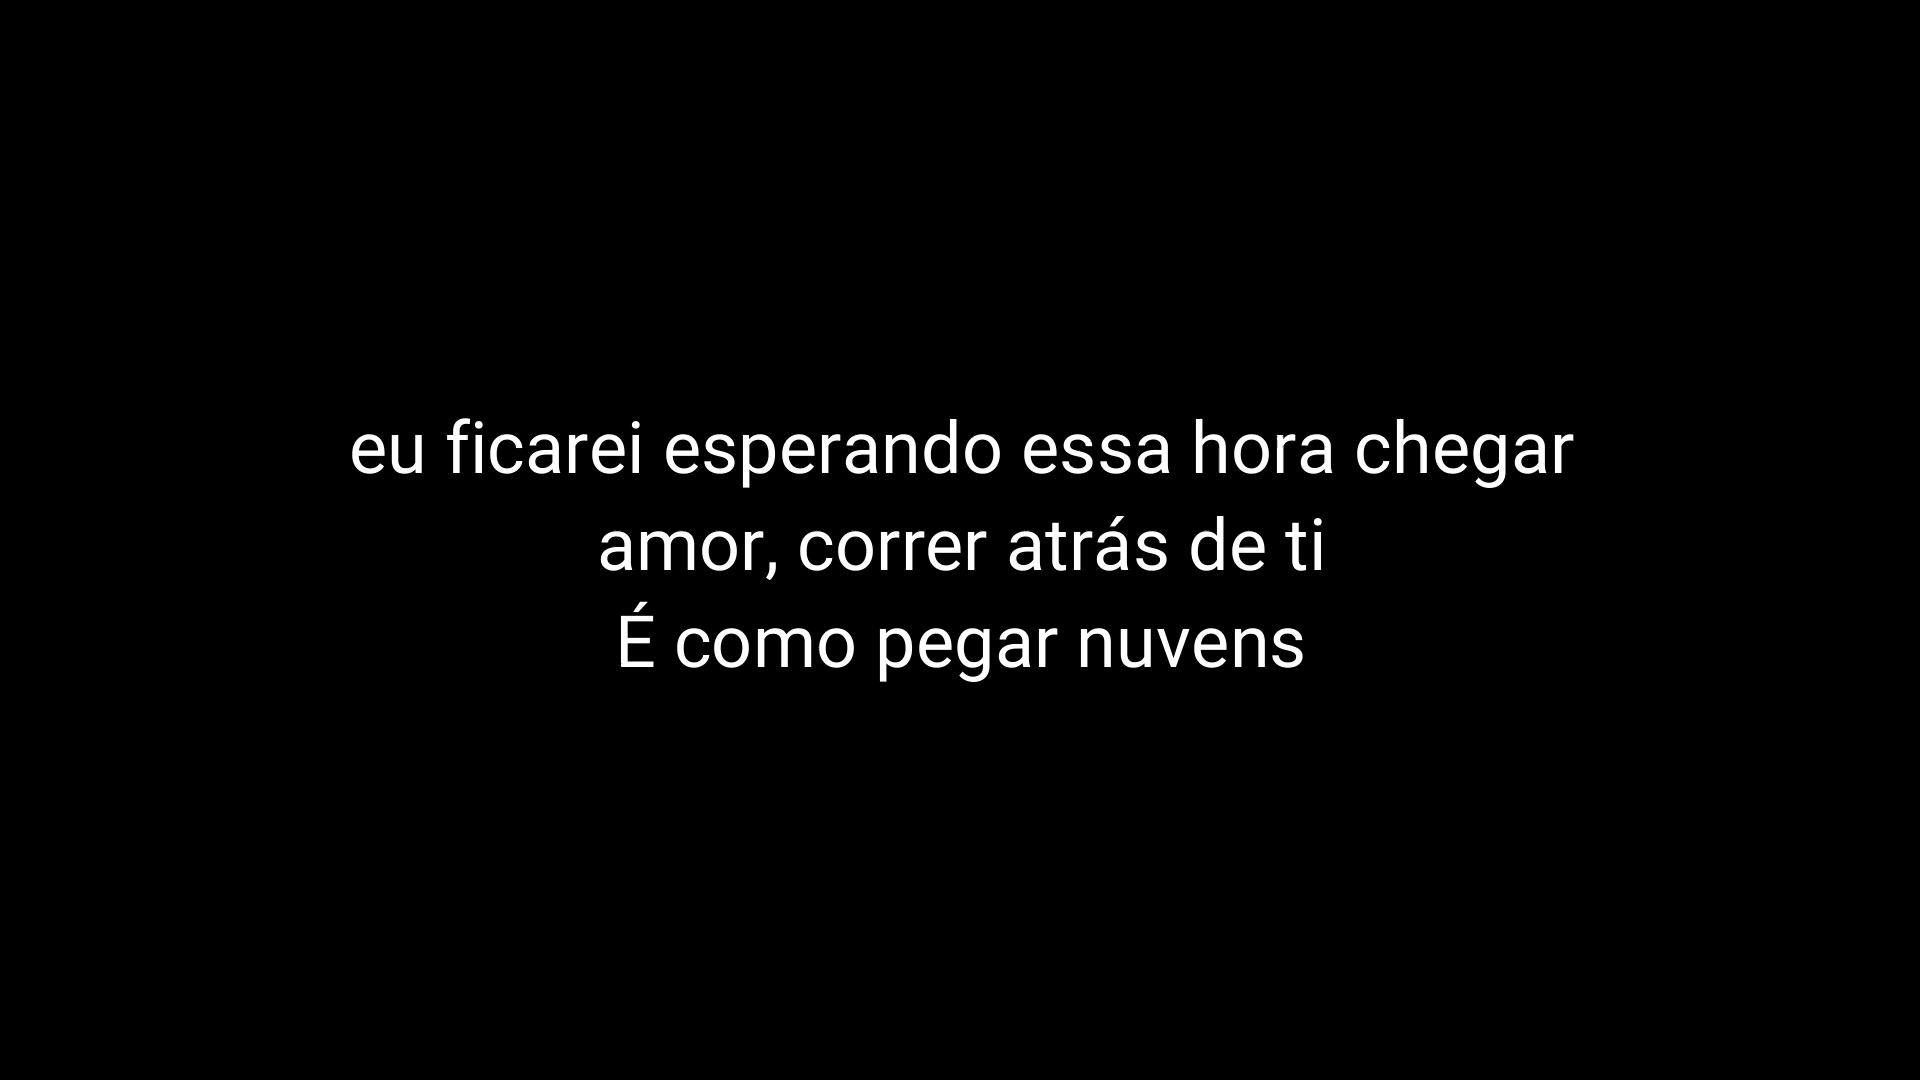 eu ficarei esperando essa hora chegar
amor, correr atrás de ti
É como pegar nuvens